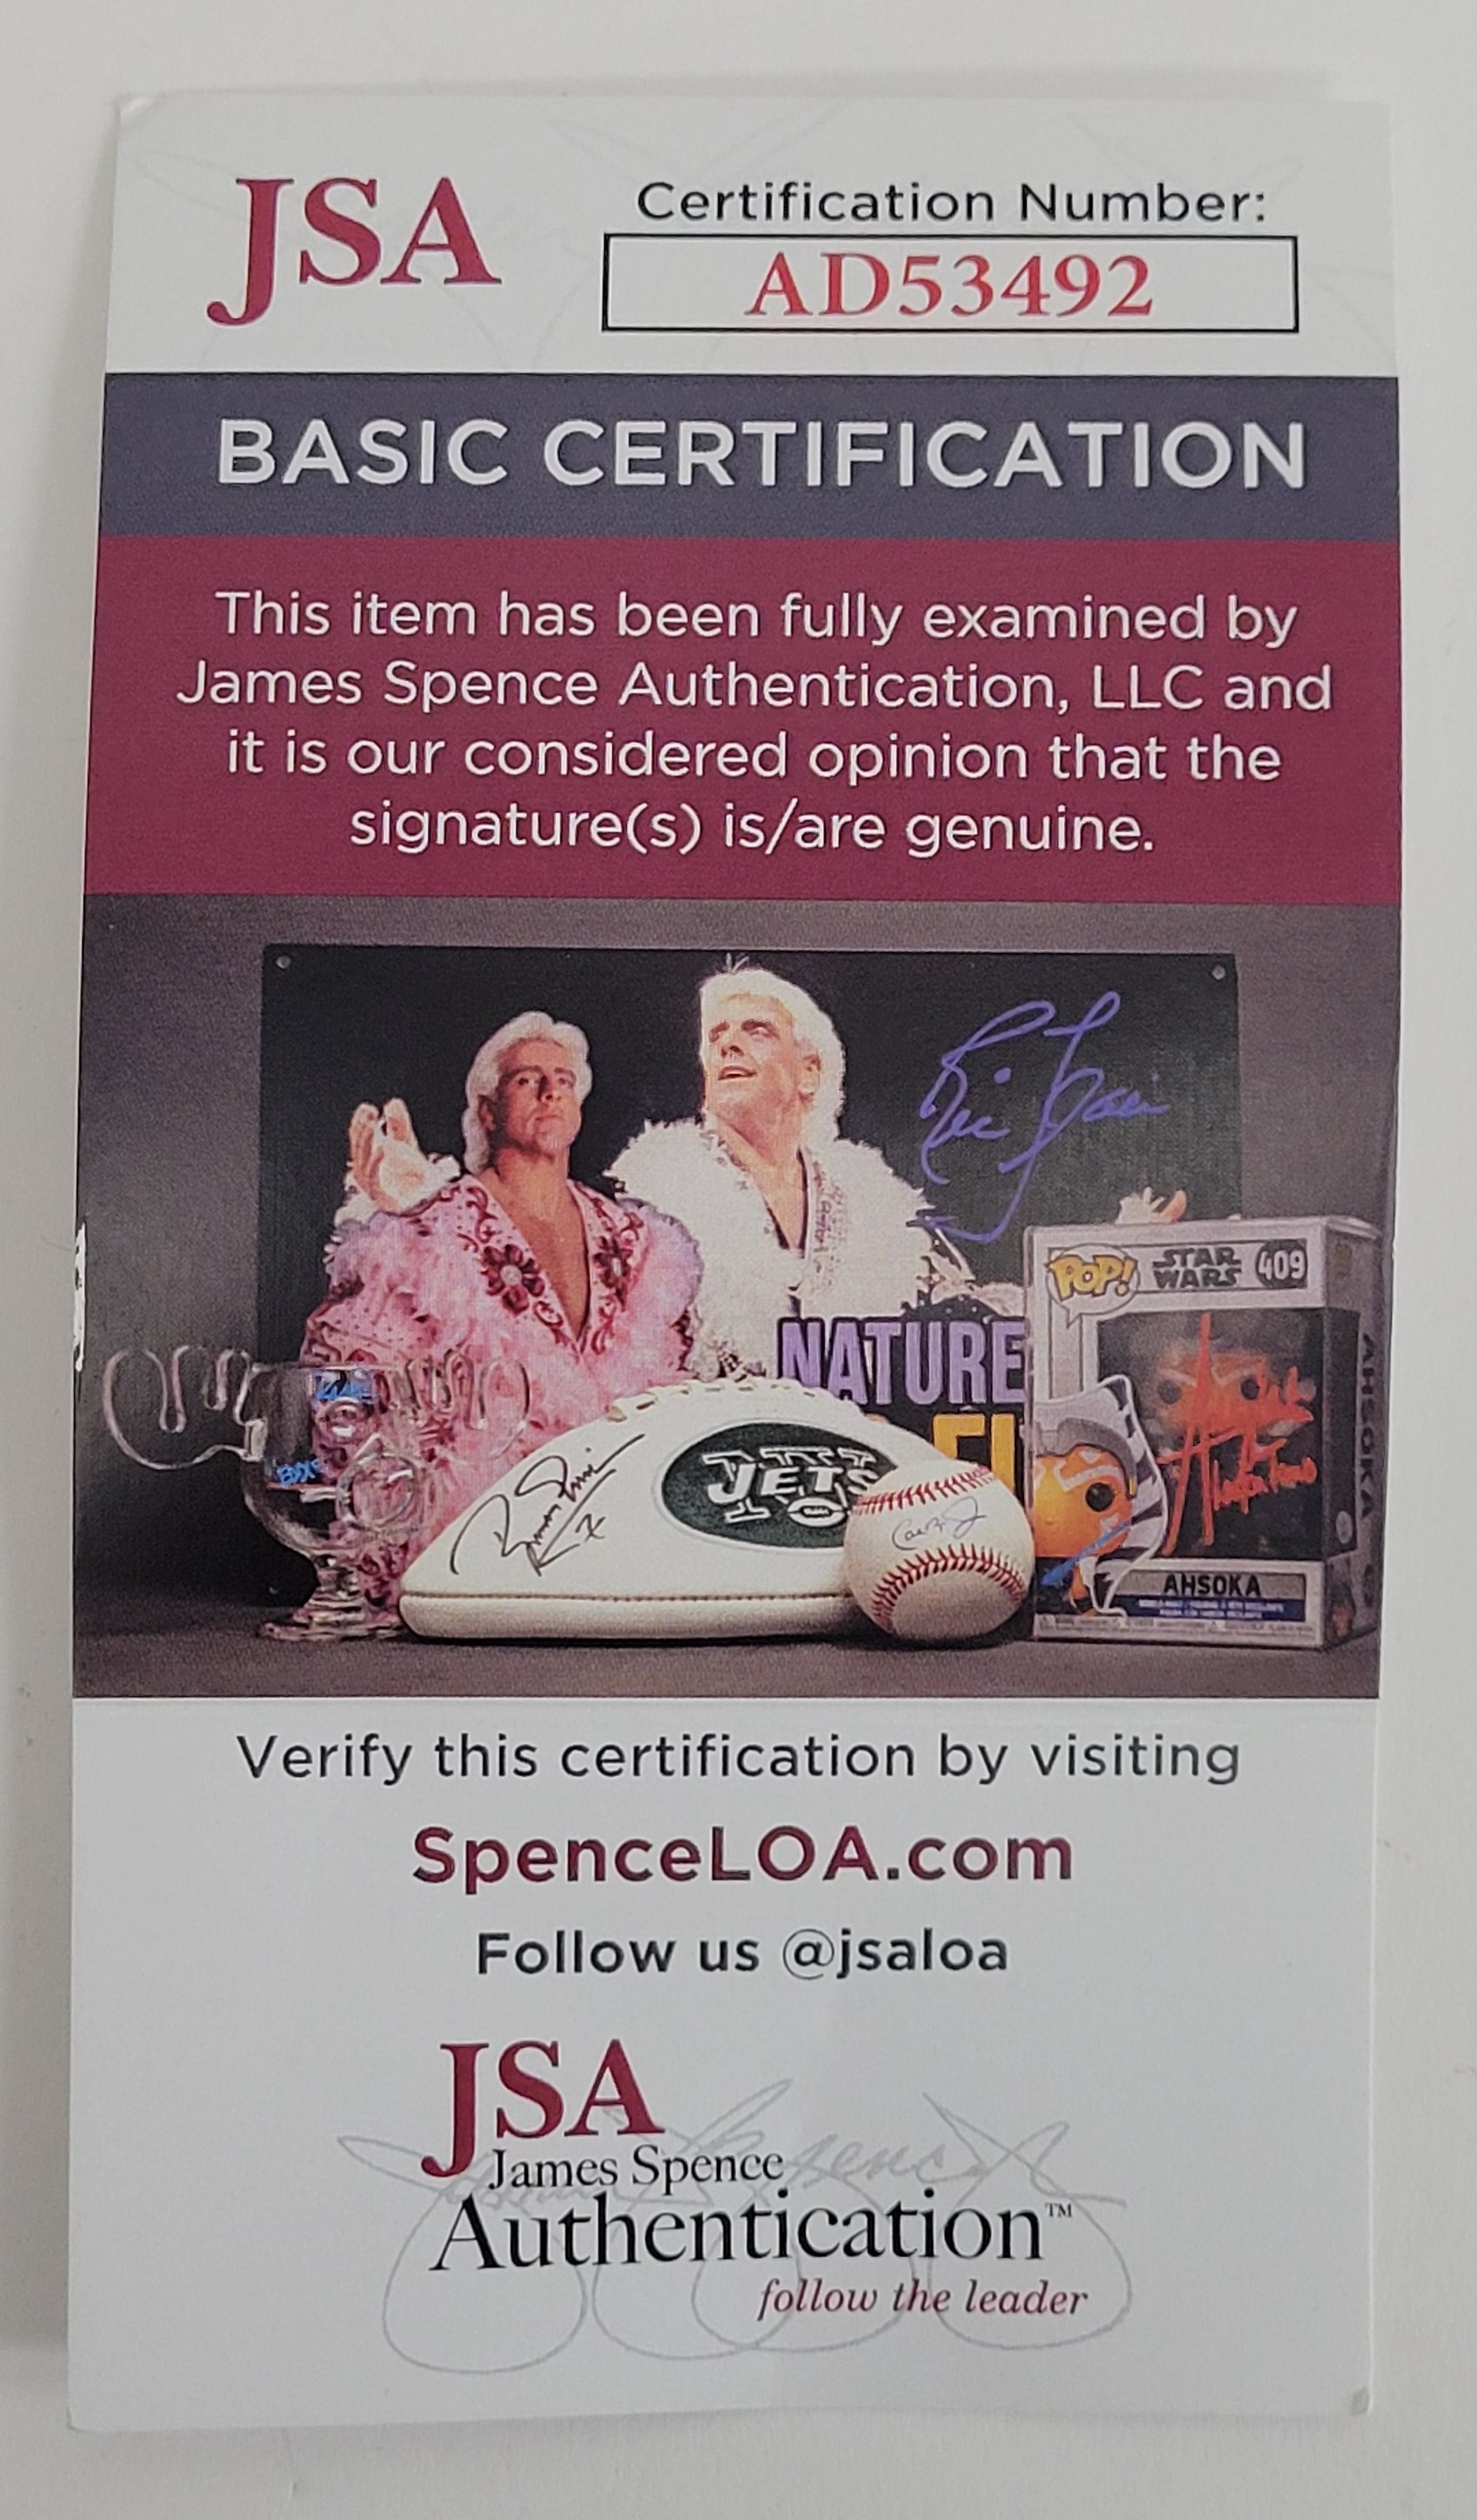 JSA
Certification Number:
AD53492
BASIC CERTIFICATION
This item has been fully examined by
James Spence Authentication, LLC and
it is our considered opinion that the
signature(s) is/are genuine.
NATURE
POP!
STAR
WARS
409
JETS
AHSOKA
AHSOKA
Verify this certification by visiting
SpenceLOA.com
Follow us @jsaloa
JSA
James Spence
Authentication™
follow the leader